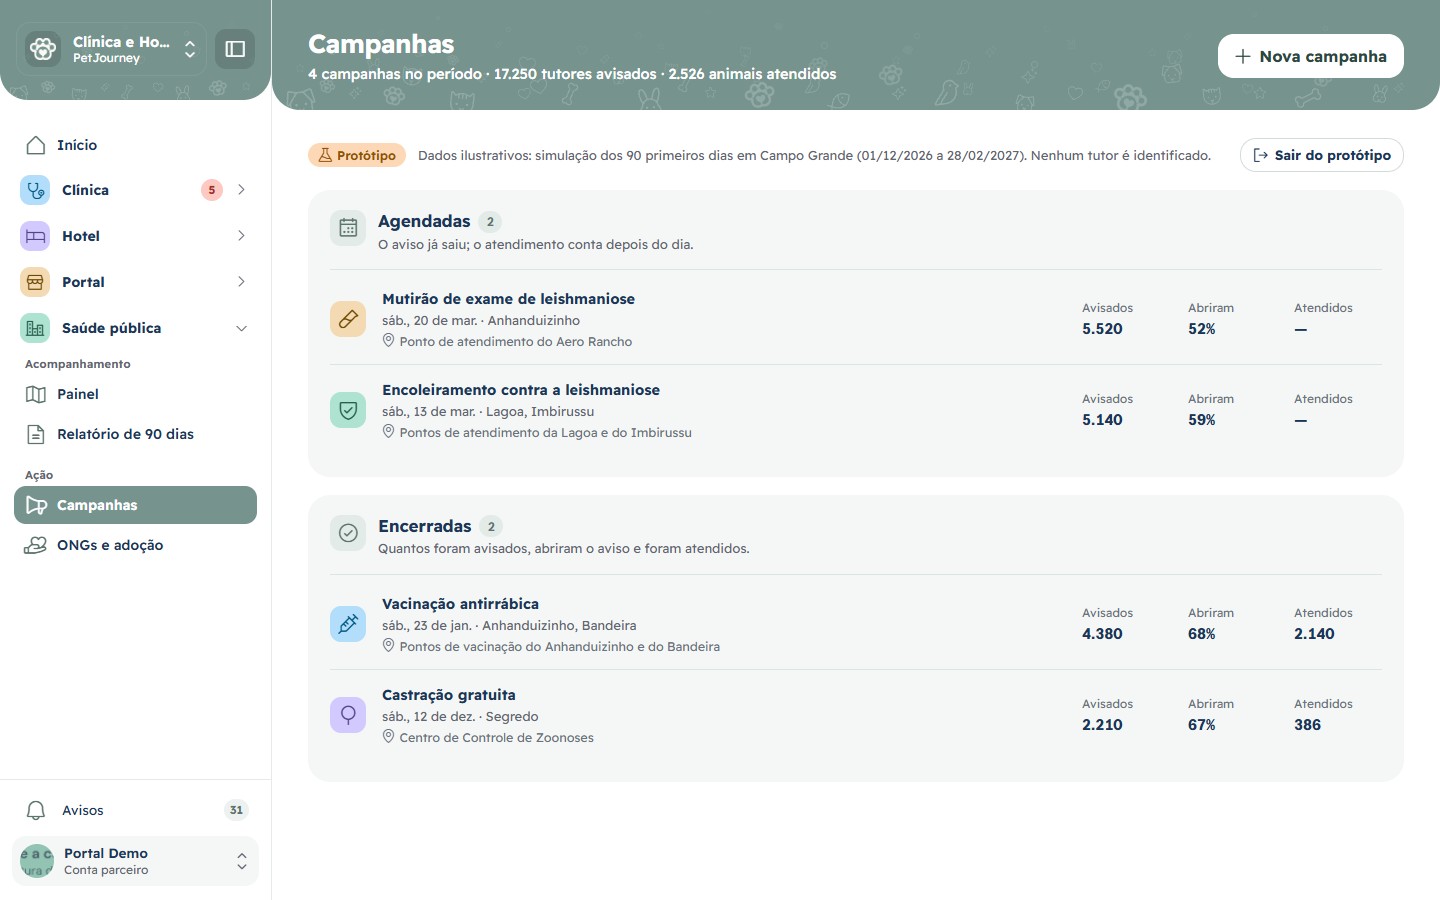 Clínica e Ho...
PetJourney
Início
Clínica
5
Hotel
Portal
Saúde pública
Acompanhamento
Painel
Relatório de 90 dias
Ação
Campanhas
ONGs e adoção
Avisos
31
Portal Demo
Conta parceiro
Campanhas
4 campanhas no período · 17.250 tutores avisados · 2.526 animais atendidos
Nova campanha
Protótipo
Dados ilustrativos: simulação dos 90 primeiros dias em Campo Grande (01/12/2026 a 28/02/2027). Nenhum tutor é identificado.
Sair do protótipo
Agendadas 2
O aviso já saiu; o atendimento conta depois do dia.
Mutirão de exame de leishmaniose
sáb., 20 de mar. · Anhanduizinho
Ponto de atendimento do Aero Rancho
Avisados Abriram Atendidos
5.520 52% —
Encoleiramento contra a leishmaniose
sáb., 13 de mar. · Lagoa, Imbirussu
Pontos de atendimento da Lagoa e do Imbirussu
Avisados Abriram Atendidos
5.140 59% —
Encerradas 2
Quantos foram avisados, abriram o aviso e foram atendidos.
Vacinação antirrábica
sáb., 23 de jan. · Anhanduizinho, Bandeira
Pontos de vacinação do Anhanduizinho e do Bandeira
Avisados Abriram Atendidos
4.380 68% 2.140
Castração gratuita
sáb., 12 de dez. · Segredo
Centro de Controle de Zoonoses
Avisados Abriram Atendidos
2.210 67% 386